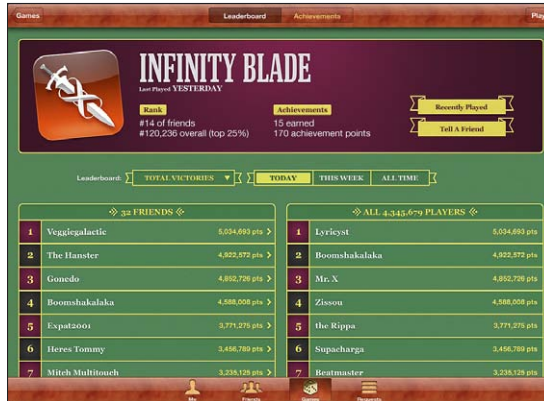 Games
Leaderboard
Achievements
Play
INFINITY BLADE
Last Played YESTERDAY
Rank
#14 of friends
#120,236 overall (top 25%)
Achievements
15 earned
170 achievement points
Recently Played
Tell A Friend
Leaderboard:
TOTAL VICTORIES
TODAY
THIS WEEK
ALL TIME
32 FRIENDS
1 Veggiegalactic 5,034,693 pts
2 The Hanster 4,922,572 pts
3 Gonedo 4,852,726 pts
4 Boomshakalaka 4,588,008 pts
5 Expat2001 3,771,275 pts
6 Heres Tommy 3,456,789 pts
7 Mitch Multitouch 3,235,125 pts
ALL 4,345,679 PLAYERS
1 Lyricyst 5,034,693 pts
2 Boomshakalaka 4,922,572 pts
3 Mr. X 4,852,726 pts
4 Zissou 4,588,008 pts
5 the Rippa 3,771,275 pts
6 Supacharga 3,456,789 pts
7 Beatmaster 3,235,125 pts
Me
Friends
Games
Requests